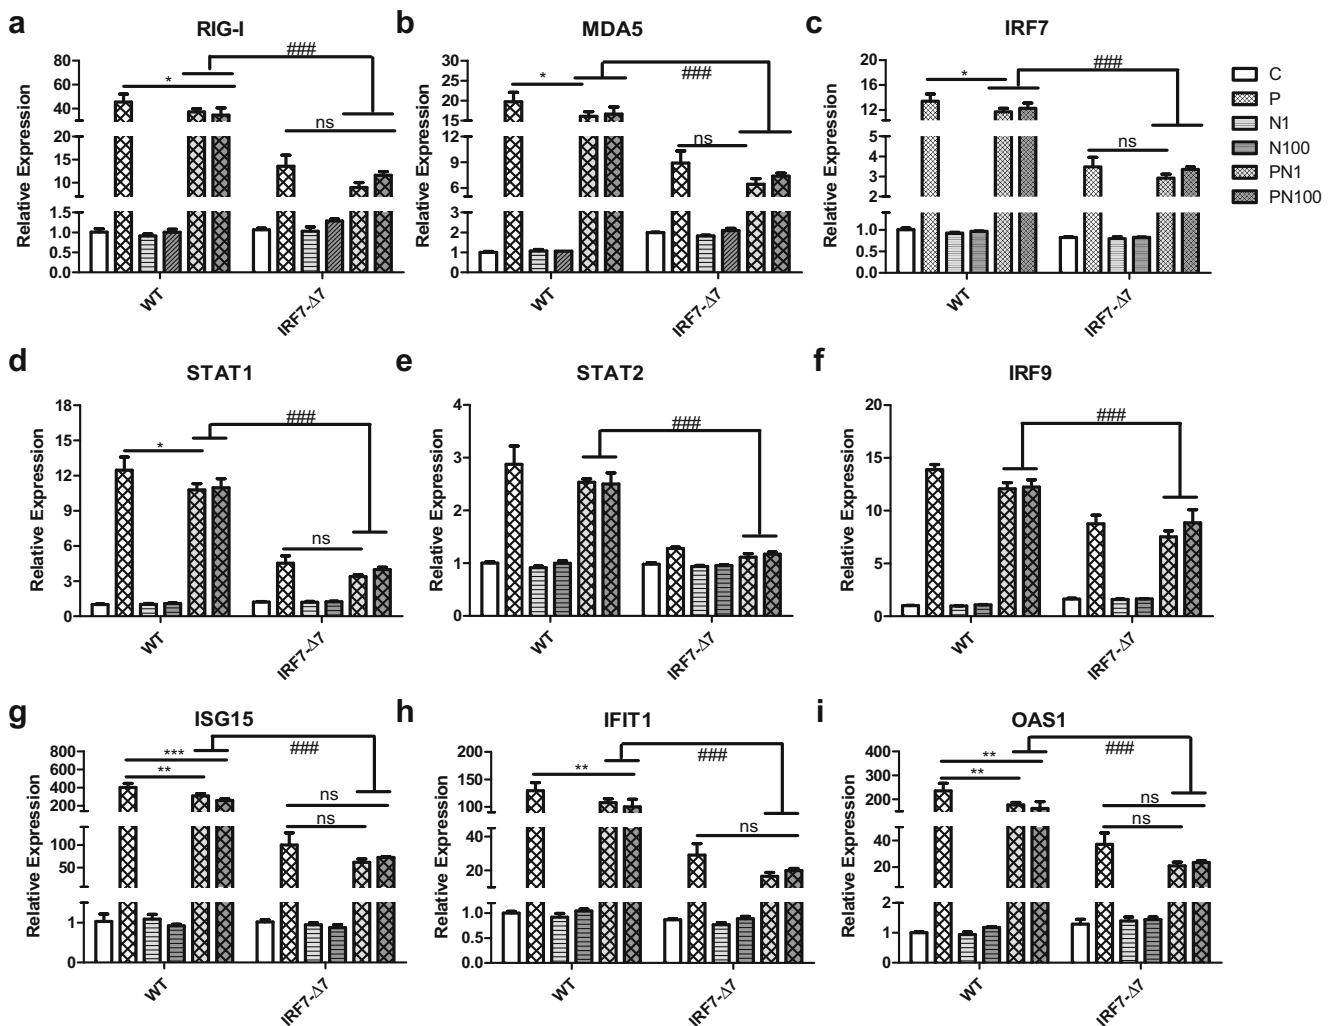 a RIG-I
Relative Expression
80
60
40
20
20
10
1.5
1.0
0.5
0.0
*
###
ns
WT
IRF7-Δ7
b MDA5
Relative Expression
30
25
20
15
12
9
6
3
2
1
0
*
###
ns
WT
IRF7-Δ7
c IRF7
Relative Expression
20
16
12
8
5
4
3
2
1.0
0.5
0.0
*
###
ns
WT
IRF7-Δ7
C
P
N1
N100
PN1
PN100
d STAT1
Relative Expression
18
15
12
9
6
3
0
*
###
ns
WT
IRF7-Δ7
e STAT2
Relative Expression
4
3
2
1
0
###
WT
IRF7-Δ7
f IRF9
Relative Expression
20
15
10
5
0
###
WT
IRF7-Δ7
g ISG15
Relative Expression
800
600
400
200
100
50
1
0
***
**
###
ns
ns
WT
IRF7-Δ7
h IFIT1
Relative Expression
200
150
100
40
20
1.0
0.5
0.0
**
###
ns
WT
IRF7-Δ7
i OAS1
Relative Expression
400
300
200
40
20
2
1
0
**
**
###
ns
ns
WT
IRF7-Δ7